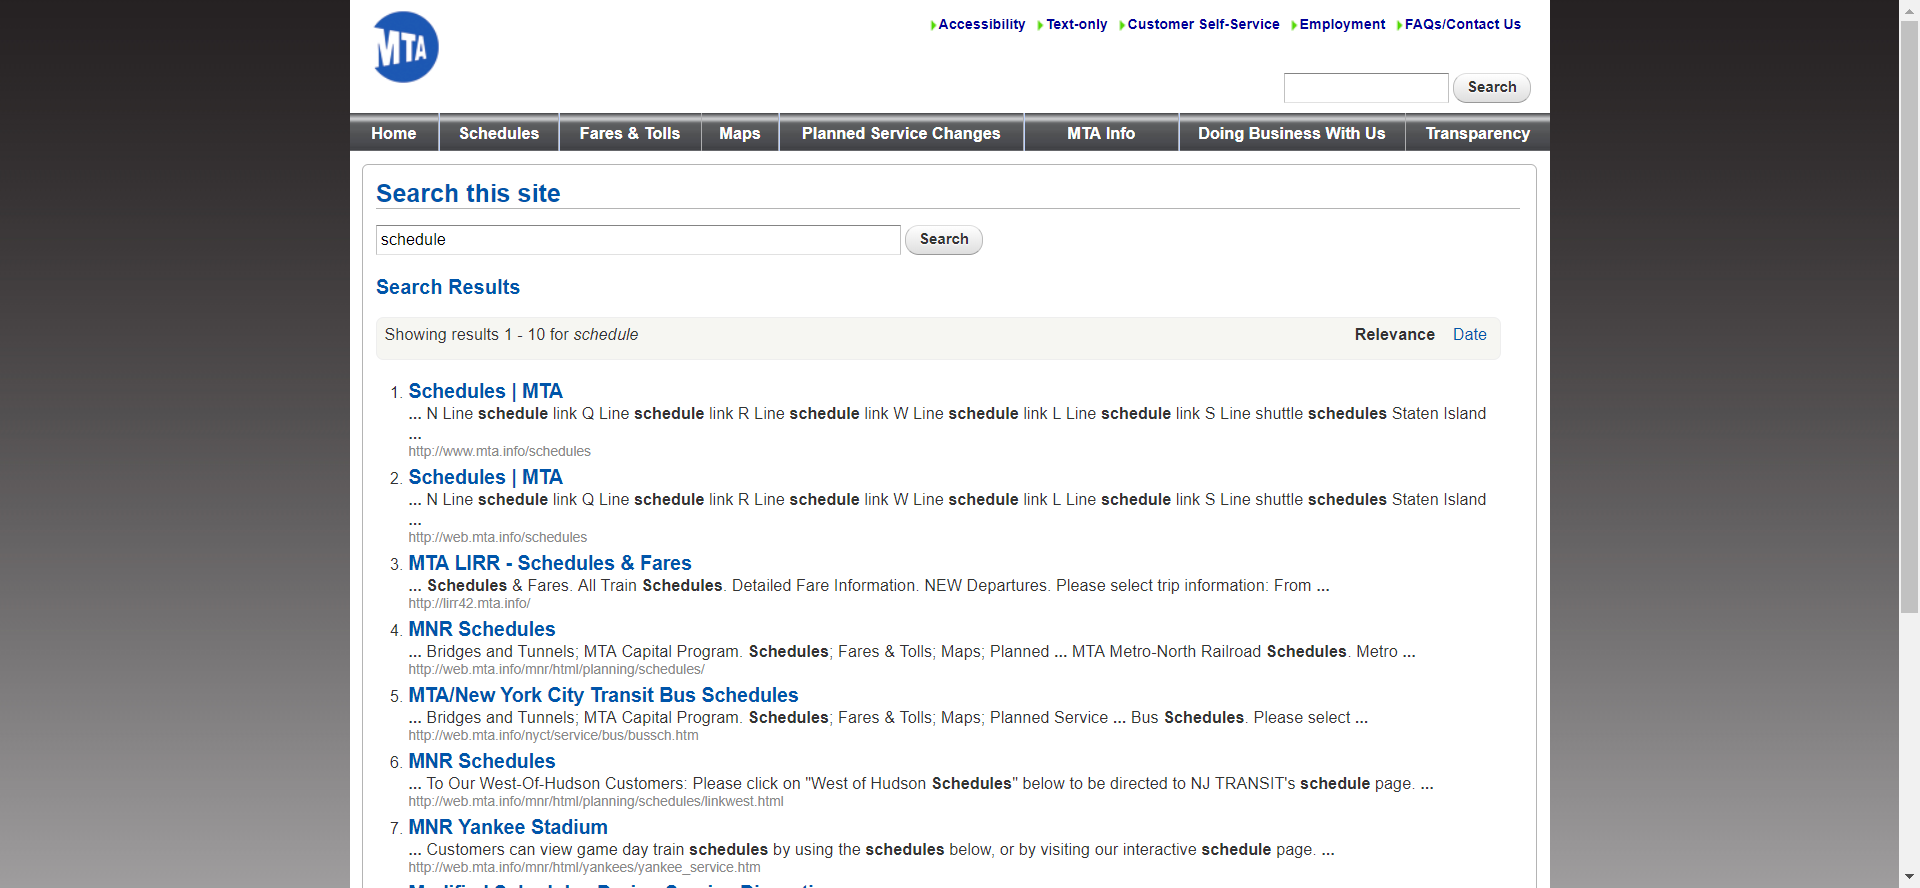 MTA
Accessibility Text-only Customer Self-Service Employment FAQs/Contact Us
Search
Home Schedules Fares & Tolls Maps Planned Service Changes MTA Info Doing Business With Us Transparency
Search this site
schedule Search
Search Results
Showing results 1 - 10 for schedule Relevance Date
1. Schedules | MTA
... N Line schedule link Q Line schedule link R Line schedule link W Line schedule link L Line schedule link S Line shuttle schedules Staten Island
...
http://www.mta.info/schedules
2. Schedules | MTA
... N Line schedule link Q Line schedule link R Line schedule link W Line schedule link L Line schedule link S Line shuttle schedules Staten Island
...
http://web.mta.info/schedules
3. MTA LIRR - Schedules & Fares
... Schedules & Fares. All Train Schedules. Detailed Fare Information. NEW Departures. Please select trip information: From ...
http://lirr42.mta.info/
4. MNR Schedules
... Bridges and Tunnels; MTA Capital Program. Schedules; Fares & Tolls; Maps; Planned ... MTA Metro-North Railroad Schedules. Metro ...
http://web.mta.info/mnr/html/planning/schedules/
5. MTA/New York City Transit Bus Schedules
... Bridges and Tunnels; MTA Capital Program. Schedules; Fares & Tolls; Maps; Planned Service ... Bus Schedules. Please select ...
http://web.mta.info/nyct/service/bus/bussch.htm
6. MNR Schedules
... To Our West-Of-Hudson Customers: Please click on "West of Hudson Schedules" below to be directed to NJ TRANSIT's schedule page. ...
http://web.mta.info/mnr/html/planning/schedules/linkwest.html
7. MNR Yankee Stadium
... Customers can view game day train schedules by using the schedules below, or by visiting our interactive schedule page. ...
http://web.mta.info/mnr/html/yankees/yankee_service.htm